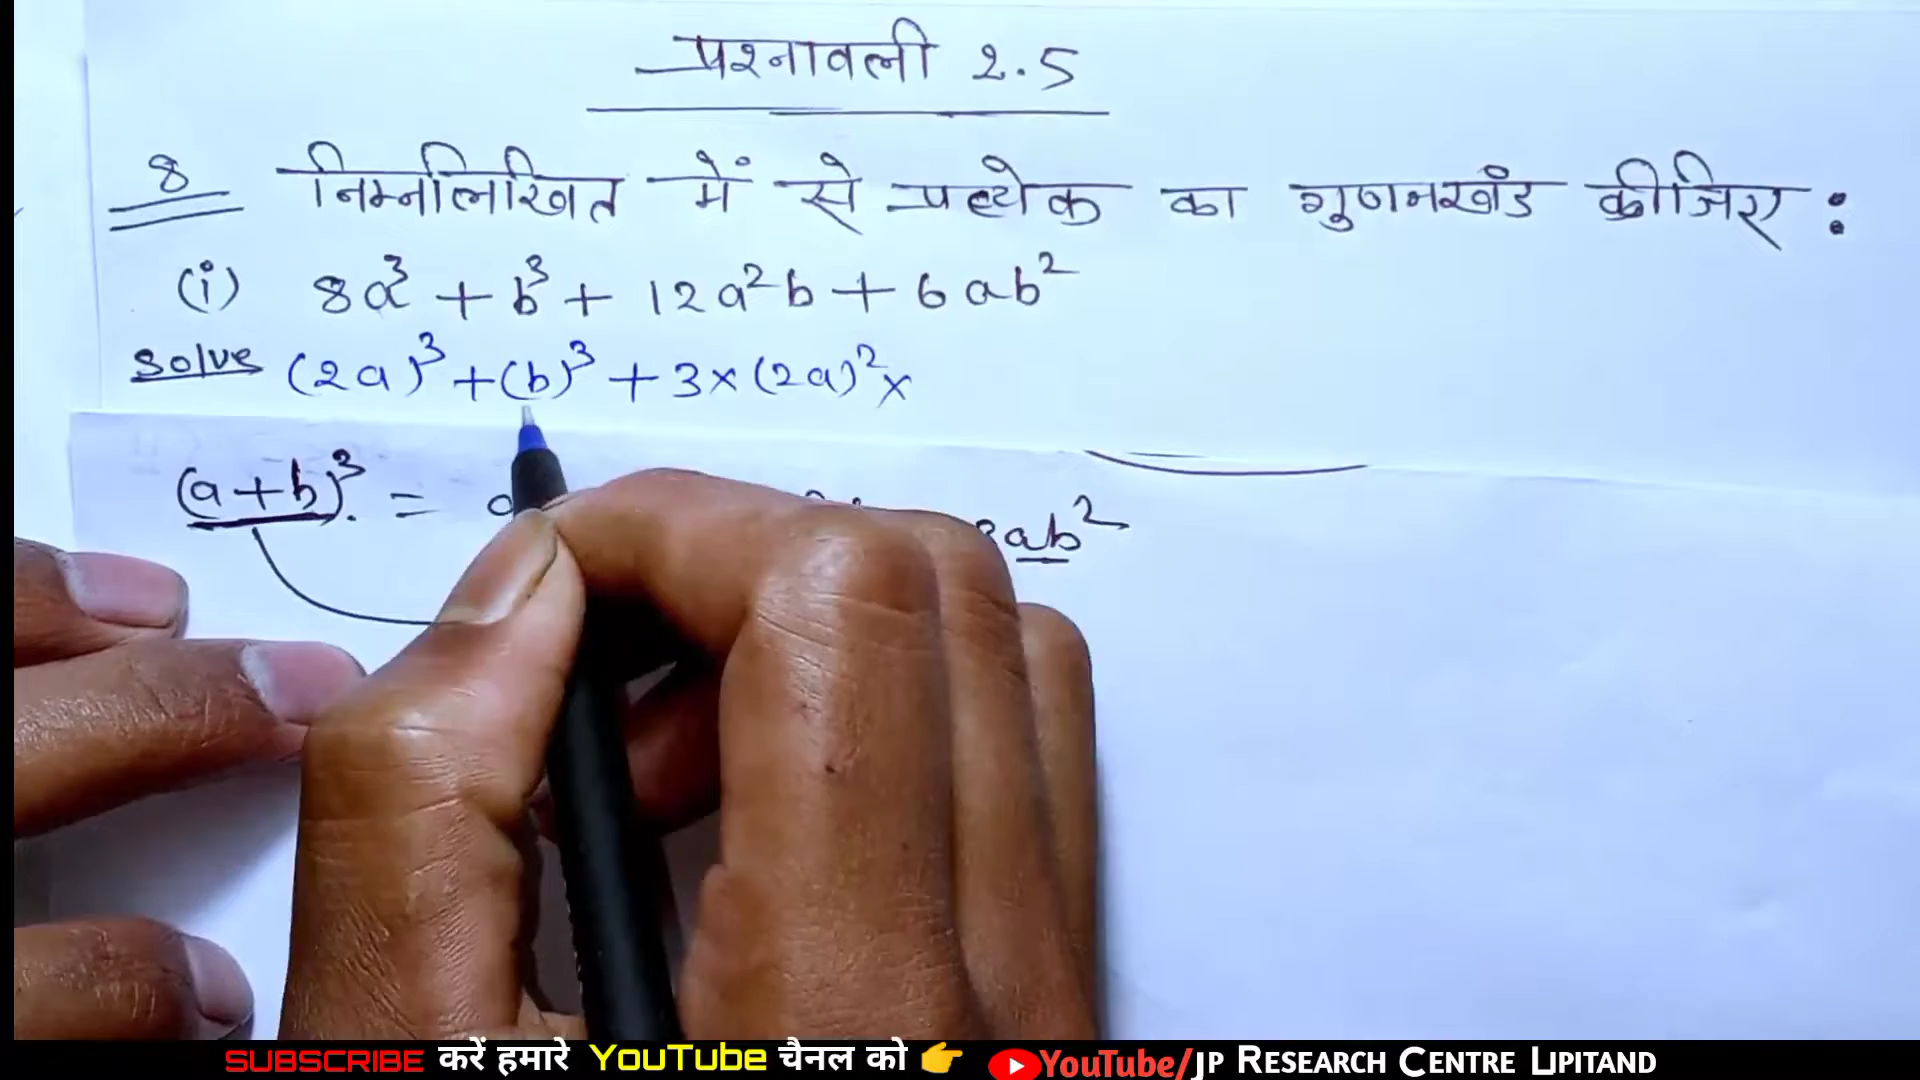 प्रश्नावली 2.5
8 निम्नलिखित में से प्रत्येक का गुणनखंड कीजिए :
(i) 8a³ + b³ + 12a²b + 6ab²
Solve (2a)³ + (b)³ + 3 × (2a)² ×
(a+b)³ = ab²
SUBSCRIBE करें हमारे YouTube चैनल को 👉 YouTube/JP RESEARCH CENTRE LIPITAND